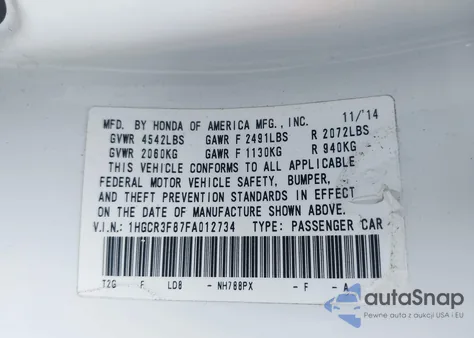 MFD. BY HONDA OF AMERICA MFG., INC. 11/'14
GVWR 4542LBS GAWR F 2491LBS R 2072LBS
GVWR 2060KG GAWR F 1130KG R 940KG
THIS VEHICLE CONFORMS TO ALL APPLICABLE
FEDERAL MOTOR VEHICLE SAFETY, BUMPER,
AND THEFT PREVENTION STANDARDS IN EFFECT
ON THE DATE OF MANUFACTURE SHOWN ABOVE.
V.I.N.: 1HGCR3F87FA012734 TYPE: PASSENGER CAR
T2G F LD8 - NH788PX - F - A
autoSnap
Pewne auta z ubezpieczalni USA i EU